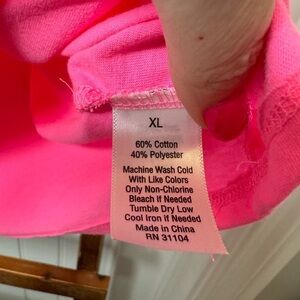 XL
60% Cotton
40% Polyester
Machine Wash Cold
With Like Colors
Only Non-Chlorine
Bleach if Needed
Tumble Dry Low
Cool Iron if Needed
Made in China
RN 31104